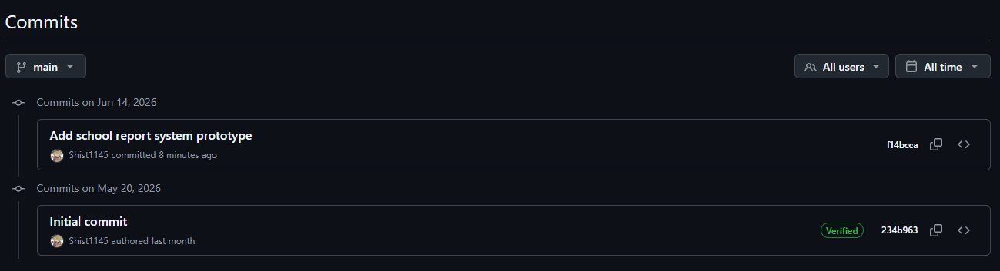 Commits
main
All users
All time
Commits on Jun 14, 2026
Add school report system prototype
f14bcca
Shist1145 committed 8 minutes ago
Commits on May 20, 2026
Initial commit
Verified
234b963
Shist1145 authored last month